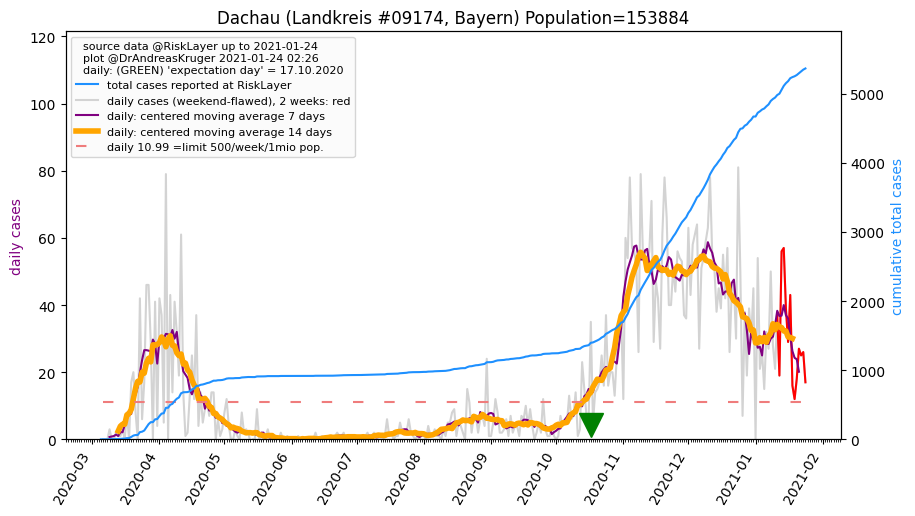 Dachau (Landkreis #09174, Bayern) Population=153884
source data @RiskLayer up to 2021-01-24
plot @DrAndreasKruger 2021-01-24 02:26
daily: (GREEN) 'expectation day' = 17.10.2020
total cases reported at RiskLayer
daily cases (weekend-flawed), 2 weeks: red
daily: centered moving average 7 days
daily: centered moving average 14 days
daily 10.99 =limit 500/week/1mio pop.
daily cases
120
100
80
60
40
20
0
cumulative total cases
5000
4000
3000
2000
1000
0
2020-03
2020-04
2020-05
2020-06
2020-07
2020-08
2020-09
2020-10
2020-11
2020-12
2021-01
2021-02